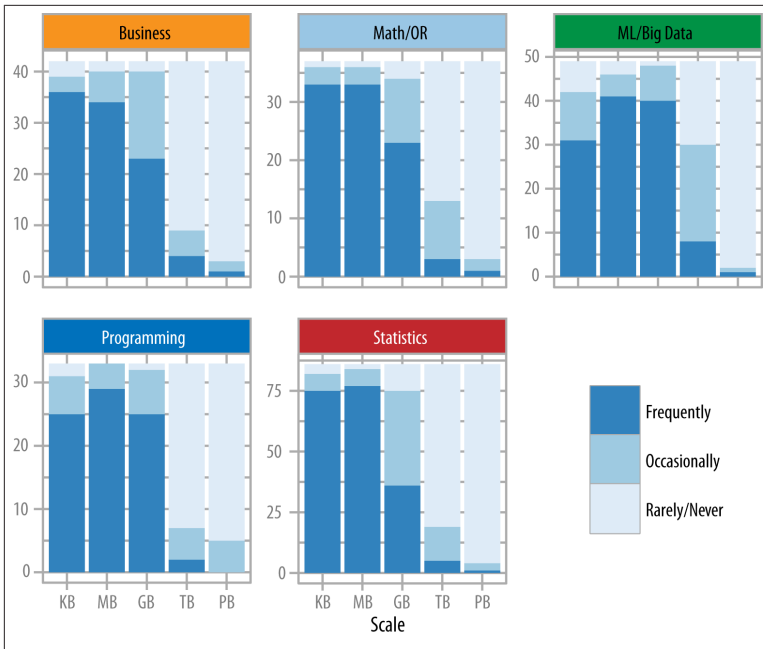 Business
Math/OR
ML/Big Data
40
30
20
10
0
30
20
10
0
50
40
30
20
10
0
Programming
Statistics
30
20
10
0
75
50
25
0
KB MB GB TB PB
KB MB GB TB PB
Scale
Frequently
Occasionally
Rarely/Never